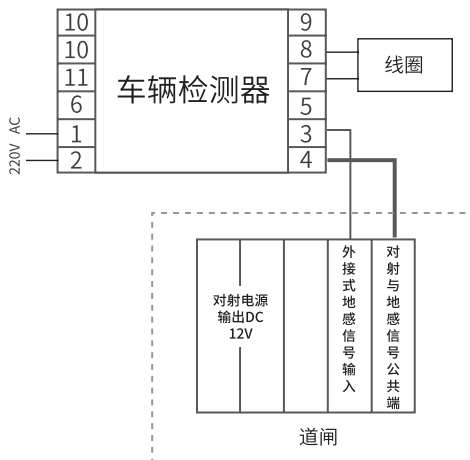 10
10
11
6
1
2
车辆检测器
9
8
7
5
3
4
线圈
220V AC
对射电源
输出DC
12V
外接式地感信号输入
对射与地感信号公共端
道闸